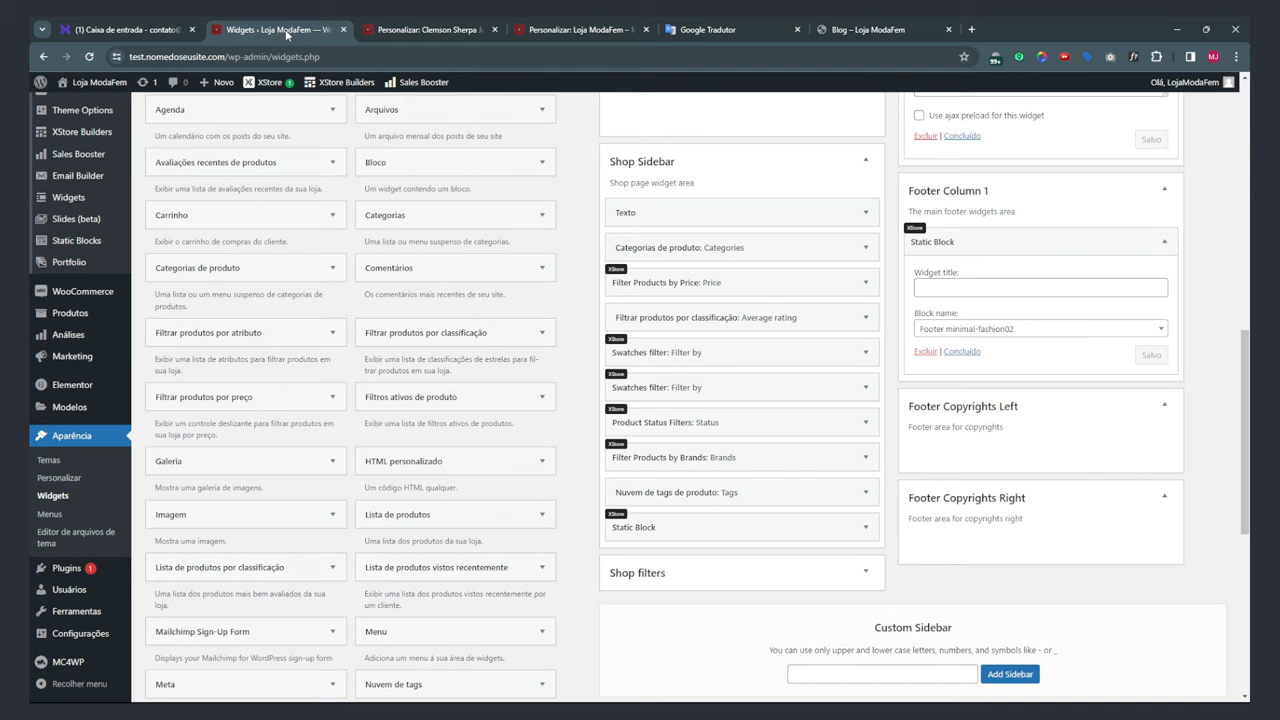 (1) Caixa de entrada - contato©
Widgets ‹ Loja ModaFem — W
Personalizar: Clemson Sherpa J
Personalizar: Loja ModaFem –
Google Tradutor
Blog – Loja ModaFem
test.nomedoseusite.com/wp-admin/widgets.php
99+
MJ
Loja ModaFem
1
0
Novo
XStore
1
XStore Builders
Sales Booster
Olá, LojaModaFem
Theme Options
XStore Builders
Sales Booster
Email Builder
Widgets
Slides (beta)
Static Blocks
Portfolio
WooCommerce
Produtos
Análises
Marketing
Elementor
Modelos
Aparência
Temas
Personalizar
Widgets
Menus
Editor de arquivos de
tema
Plugins 1
Usuários
Ferramentas
Configurações
MC4WP
Recolher menu
Agenda
Um calendário com os posts do seu site.
Arquivos
Um arquivo mensal dos posts de seu site
Avaliações recentes de produtos
Exibir uma lista de avaliações recentes da sua loja.
Bloco
Um widget contendo um bloco.
Carrinho
Exibir o carrinho de compras do cliente.
Categorias
Uma lista ou menu suspenso de categorias.
Categorias de produto
Uma lista ou um menu suspenso de categorias de
produtos.
Comentários
Os comentários mais recentes de seu site.
Filtrar produtos por atributo
Exibir uma lista de atributos para filtrar produtos em
sua loja.
Filtrar produtos por classificação
Exibir uma lista de classificações de estrelas para fil-
trar produtos em sua loja.
Filtrar produtos por preço
Exibir um controle deslizante para filtrar produtos em
sua loja por preço.
Filtros ativos de produto
Exibir uma lista de filtros ativos de produtos.
Galeria
Mostra uma galeria de imagens.
HTML personalizado
Um código HTML qualquer.
Imagem
Mostra uma imagem.
Lista de produtos
Uma lista dos produtos da sua loja.
Lista de produtos por classificação
Uma lista dos produtos mais bem avaliados da sua
loja.
Lista de produtos vistos recentemente
Exibir uma lista dos produtos vistos recentemente por
um cliente.
Mailchimp Sign-Up Form
Displays your Mailchimp for WordPress sign-up form
Menu
Adiciona um menu à sua área de widgets.
Meta
Nuvem de tags
Shop Sidebar
Shop page widget area
Texto
Categorias de produto: Categories
XStore
Filter Products by Price: Price
Filtrar produtos por classificação: Average rating
XStore
Swatches filter: Filter by
XStore
Swatches filter: Filter by
XStore
Product Status Filters: Status
XStore
Filter Products by Brands: Brands
Nuvem de tags de produto: Tags
XStore
Static Block
Shop filters
Use ajax preload for this widget
Excluir | Concluído
Salvo
Footer Column 1
The main footer widgets area
XStore
Static Block
Widget title:
Block name:
Footer minimal-fashion02
Excluir | Concluído
Salvo
Footer Copyrights Left
Footer area for copyrights
Footer Copyrights Right
Footer area for copyrights right
Custom Sidebar
You can use only upper and lower case letters, numbers, and symbols like - or _
Add Sidebar